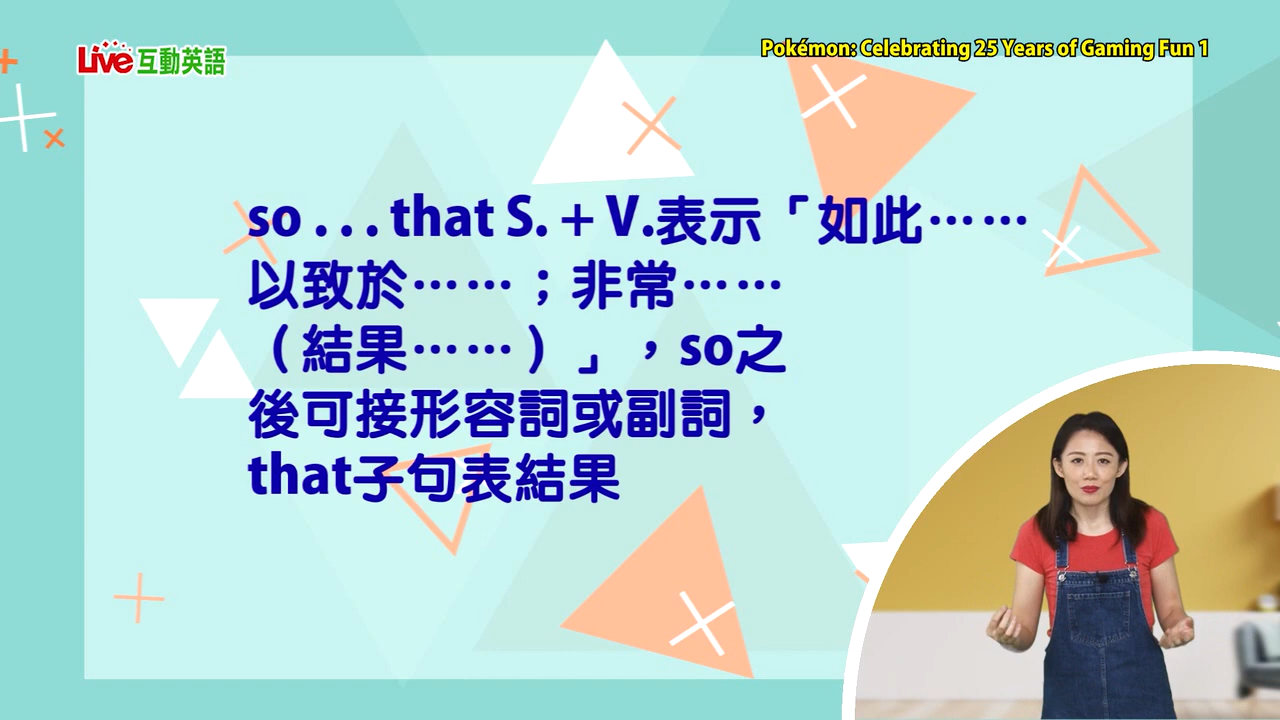 Live互動英語
Pokémon: Celebrating 25 Years of Gaming Fun 1
so . . . that S. + V.表示「如此……
以致於……；非常……
（結果……）」，so之
後可接形容詞或副詞，
that子句表結果